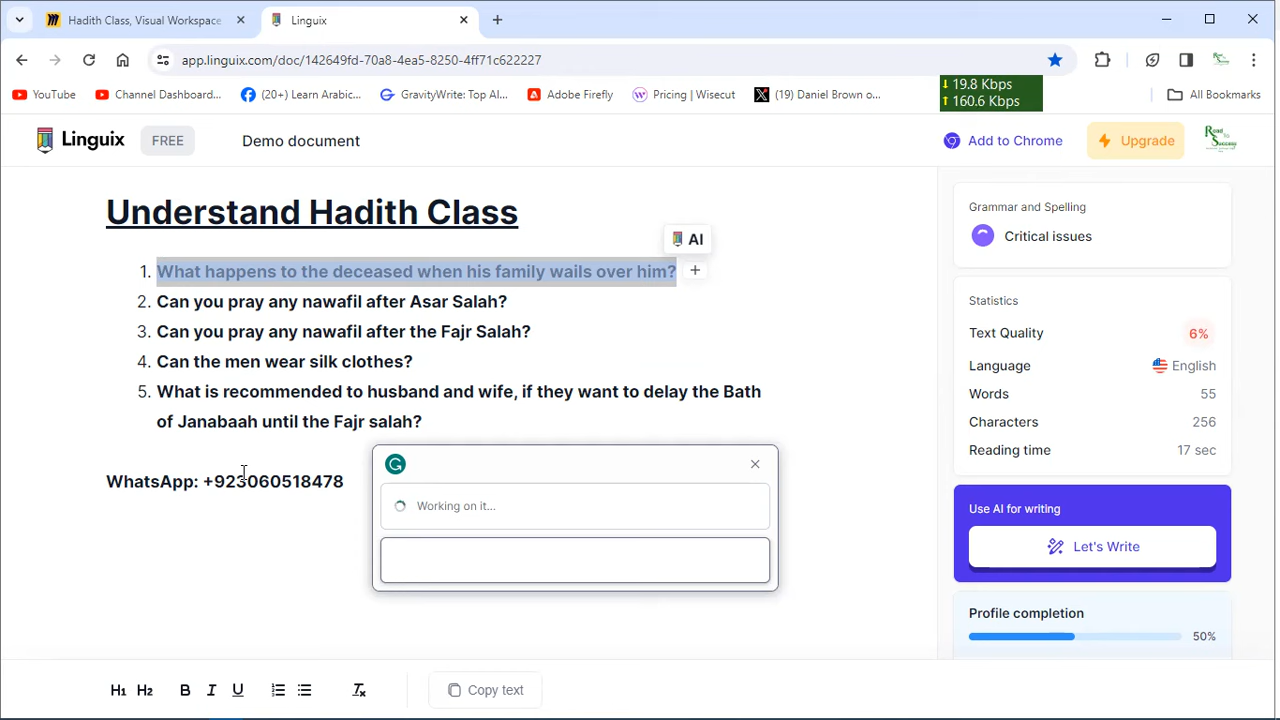 Hadith Class, Visual Workspace
Linguix
app.linguix.com/doc/142649fd-70a8-4ea5-8250-4ff71c622227
YouTube
Channel Dashboard...
(20+) Learn Arabic...
GravityWrite: Top AI...
Adobe Firefly
Pricing | Wisecut
(19) Daniel Brown o...
19.8 Kbps
160.6 Kbps
All Bookmarks
Linguix
FREE
Demo document
Add to Chrome
Upgrade
Read
Success
Understand Hadith Class
AI
1. What happens to the deceased when his family wails over him?
2. Can you pray any nawafil after Asar Salah?
3. Can you pray any nawafil after the Fajr Salah?
4. Can the men wear silk clothes?
5. What is recommended to husband and wife, if they want to delay the Bath
of Janabaah until the Fajr salah?
WhatsApp: +923060518478
Working on it...
Grammar and Spelling
Critical issues
Statistics
Text Quality 6%
Language English
Words 55
Characters 256
Reading time 17 sec
Use AI for writing
Let's Write
Profile completion
50%
H1 H2 B I U
Copy text